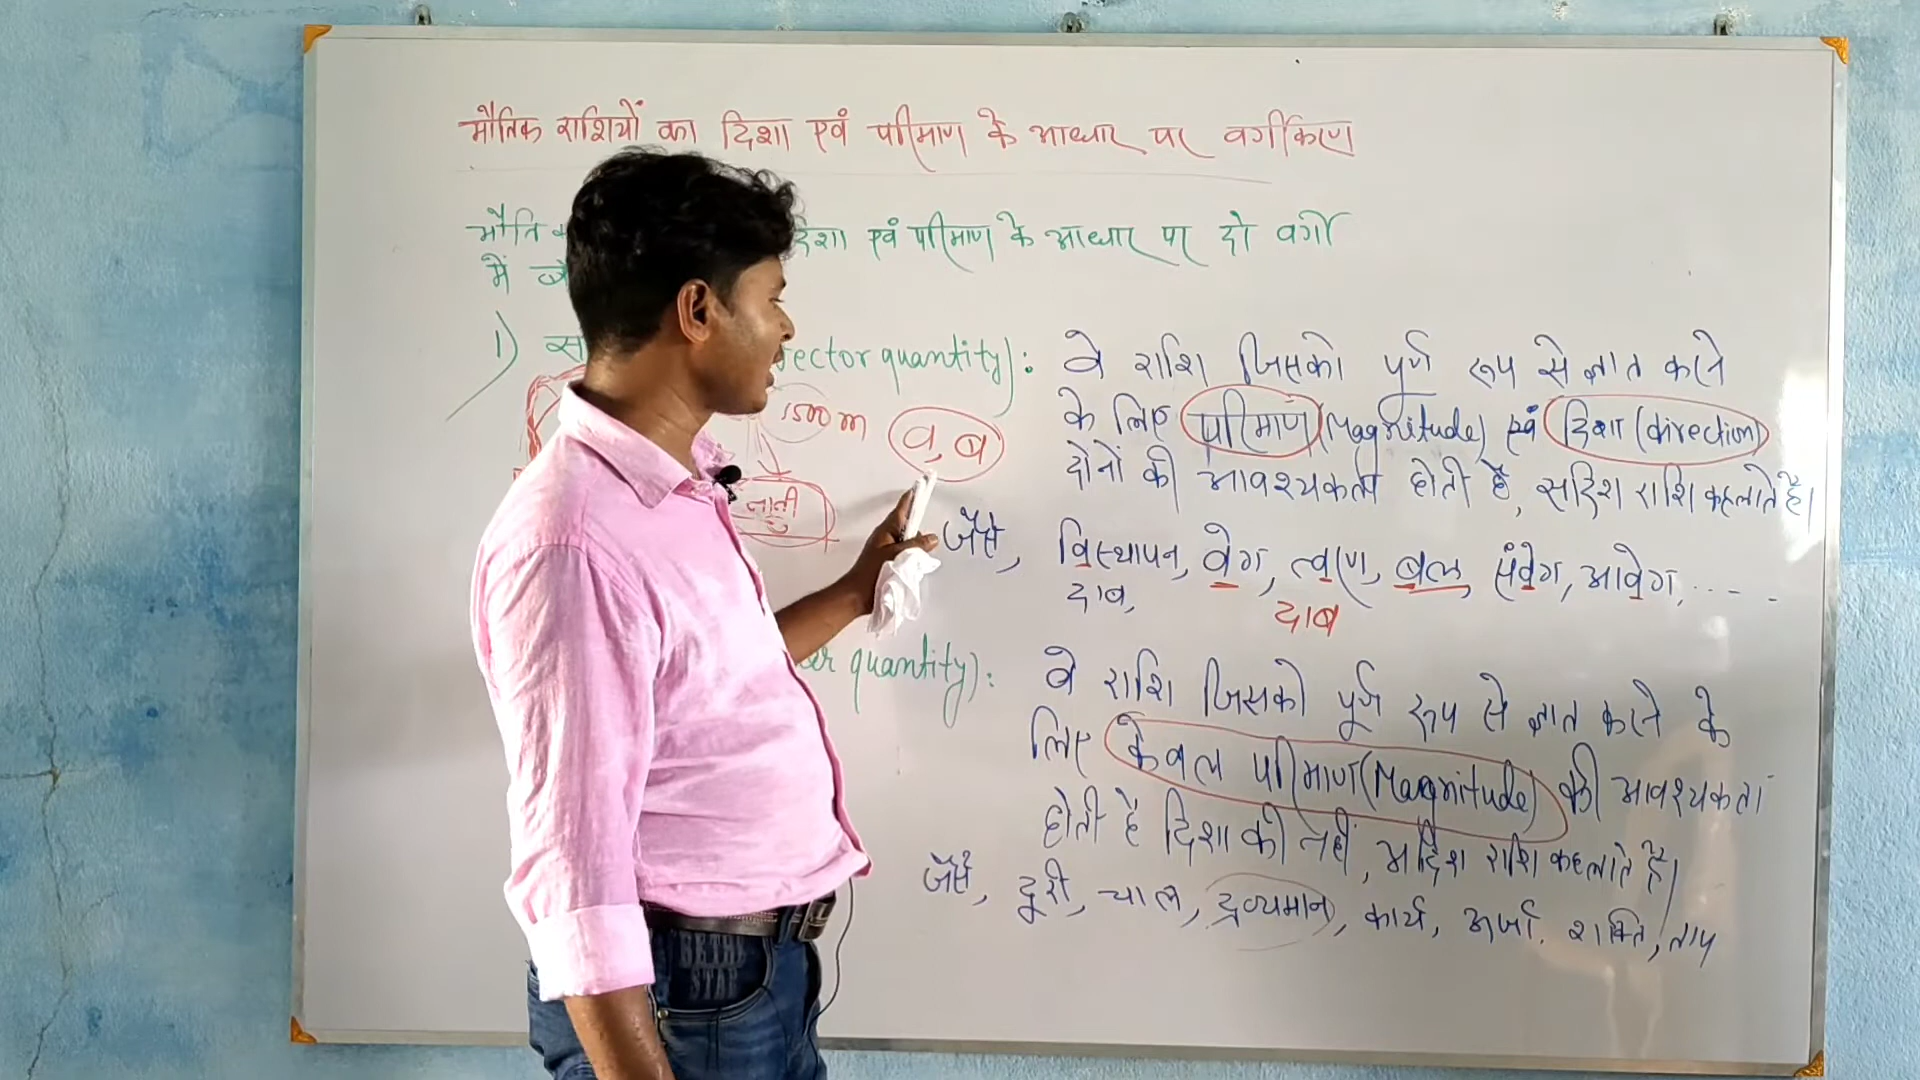 भौतिक राशियों का दिशा एवं परिमाण के आधार पर वर्गीकरण
दिशा एवं परिमाण के आधार पर दो वर्गों
में
1) ector quantity): वे राशि जिसको पूर्ण रूप से ज्ञात करने
के लिए परिमाण (Magnitude) एवं दिशा (direction)
दोनों की आवश्यकता होती है, सदिश राशि कहलाते है।
1500 m
व, ब
जैसे, विस्थापन, वेग, त्वरण, बल, संवेग, आवेग, ....
दाब,
दाब
quantity): वे राशि जिसको पूर्ण रूप से ज्ञात करने के
लिए केवल परिमाण (Magnitude) की आवश्यकता
होती है दिशा की नहीं, अदिश राशि कहलाते है।
जैसे, दूरी, चाल, द्रव्यमान, कार्य, ऊर्जा, शक्ति, ताप